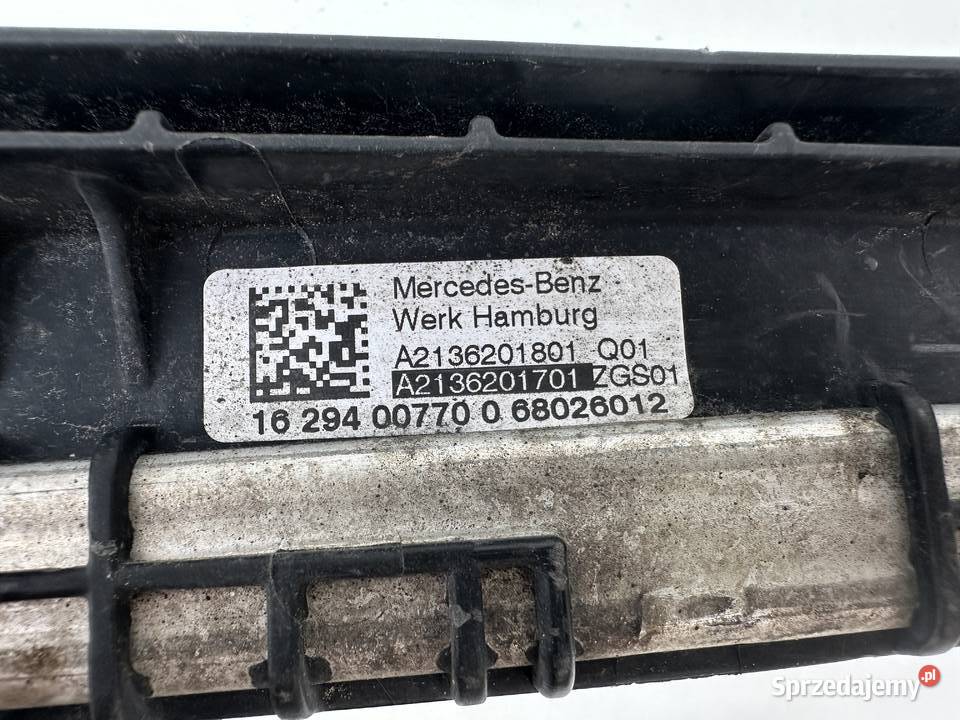 Mercedes-Benz
Werk Hamburg
A2136201801 Q01
A2136201701 ZGS01
16 294 00770 0 68026012
Sprzedajemy.pl